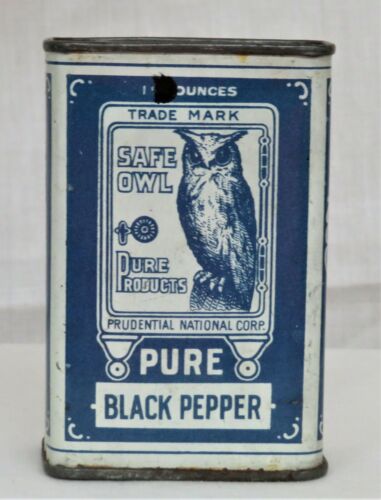 OUNCES
TRADE MARK
SAFE
OWL
PURE
PRODUCTS
PRUDENTIAL NATIONAL CORP.
PURE
BLACK PEPPER